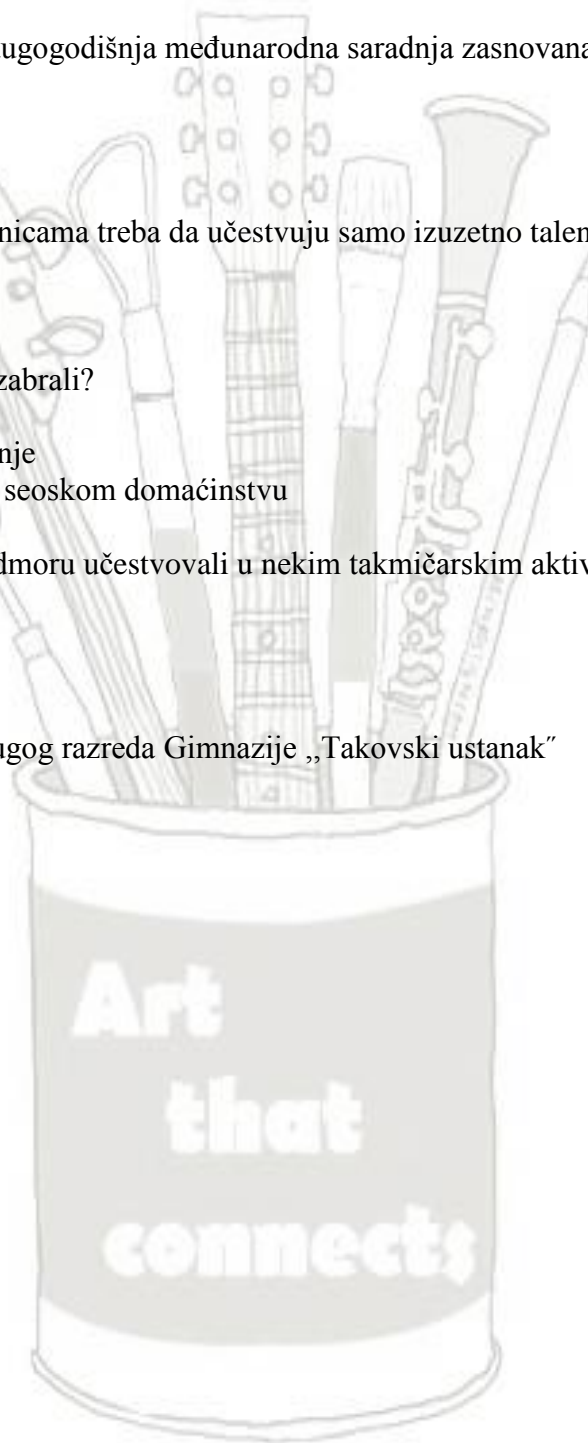 ugogodišnja međunarodna saradnja zasnovana
nicama treba da učestvuju samo izuzetno talen
zabrali?
nje
seoskom domaćinstvu
dmoru učestvovali u nekim takmičarskim aktiv
ugog razreda Gimnazije ,,Takovski ustanak˝
Art
that
connects